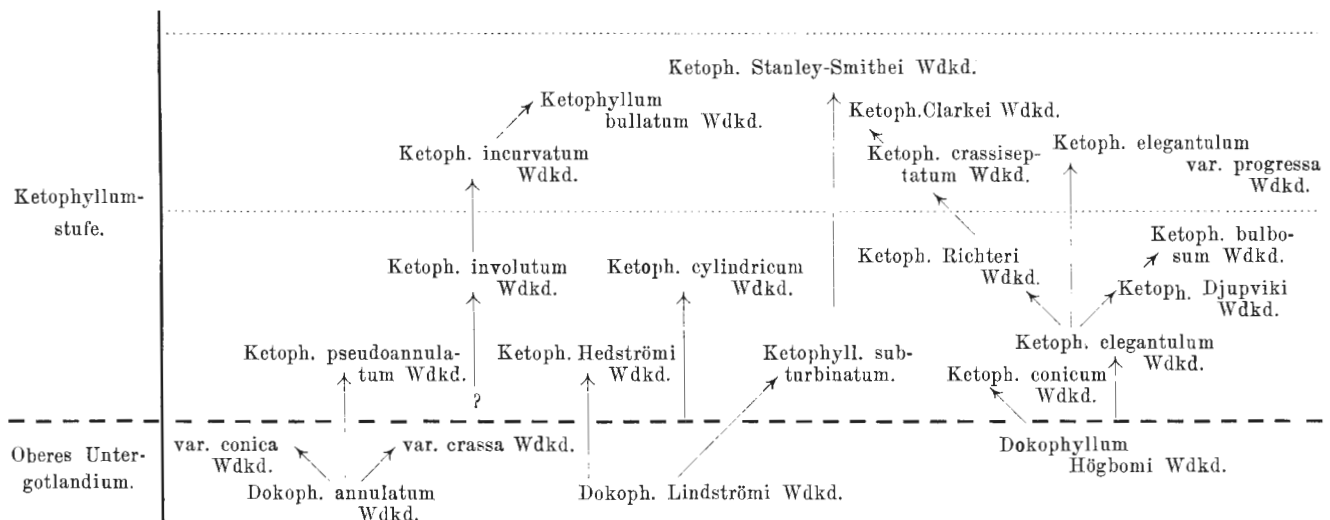 Ketoph. Stanley-Smithei Wdkd.
Ketophyllum
bullatum Wdkd.
Ketoph.Clarkei Wdkd.
Ketoph. incurvatum
Wdkd.
Ketoph. crassisep-
tatum Wdkd.
Ketoph. elegantulum
var. progressa
Wdkd.
Ketophyllum-
stufe.
Ketoph. involutum
Wdkd.
Ketoph. cylindricum
Wdkd.
Ketoph. Richteri
Wdkd.
Ketoph. bulbo-
sum Wdkd.
Ketoph. Djupviki
Wdkd.
Ketoph. pseudoannula-
tum Wdkd.
Ketoph. Hedströmi
Wdkd.
Ketophyll. sub-
turbinatum.
Ketoph. elegantulum
Wdkd.
Ketoph. conicum
Wdkd.
?
Oberes Unter-
gotlandium.
var. conica
Wdkd.
var. crassa Wdkd.
Dokophyllum
Högbomi Wdkd.
Dokoph. annulatum
Wdkd.
Dokoph. Lindströmi Wdkd.